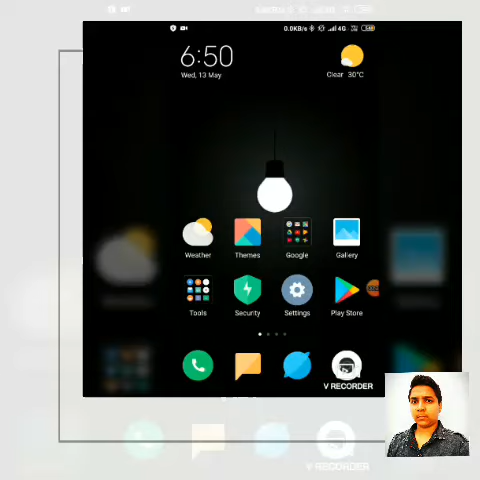 0.0KB/s 4G
6:50
Wed, 13 May
Clear 30°C
Weather Themes Google Gallery
Tools Security Settings Play Store
V RECORDER
V RECORDER